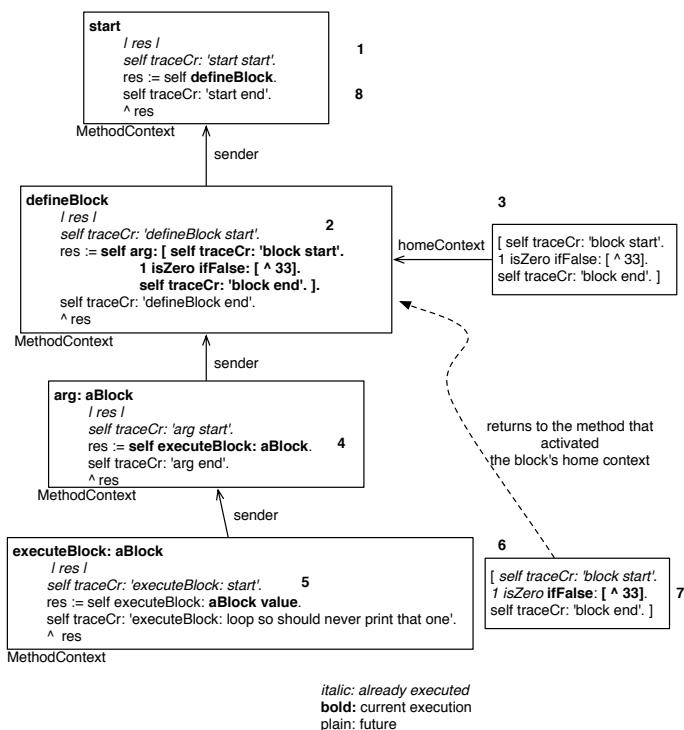 start
| res |
self traceCr: 'start start'.
1
res := self defineBlock.
self traceCr: 'start end'.
8
^ res
MethodContext
sender
defineBlock
| res |
self traceCr: 'defineBlock start'.
2
res := self arg: [ self traceCr: 'block start'.
1 isZero ifFalse: [ ^ 33].
self traceCr: 'block end'. ].
self traceCr: 'defineBlock end'.
^ res
MethodContext
homeContext
3
[ self traceCr: 'block start'.
1 isZero ifFalse: [ ^ 33].
self traceCr: 'block end'. ]
sender
arg: aBlock
| res |
self traceCr: 'arg start'.
res := self executeBlock: aBlock.
4
self traceCr: 'arg end'.
^ res
MethodContext
returns to the method that
activated
the block's home context
sender
executeBlock: aBlock
| res |
self traceCr: 'executeBlock: start'.
5
res := self executeBlock: aBlock value.
self traceCr: 'executeBlock: loop so should never print that one'.
^ res
MethodContext
6
[ self traceCr: 'block start'.
1 isZero ifFalse: [ ^ 33].
7
self traceCr: 'block end'. ]
italic: already executed
bold: current execution
plain: future